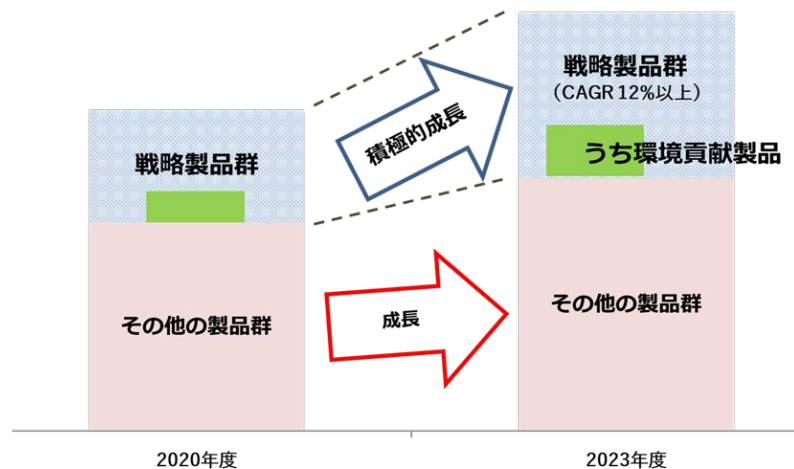 戦略製品群
その他の製品群
2020年度
積極的成長
成長
戦略製品群
(CAGR 12%以上)
うち環境貢献製品
その他の製品群
2023年度